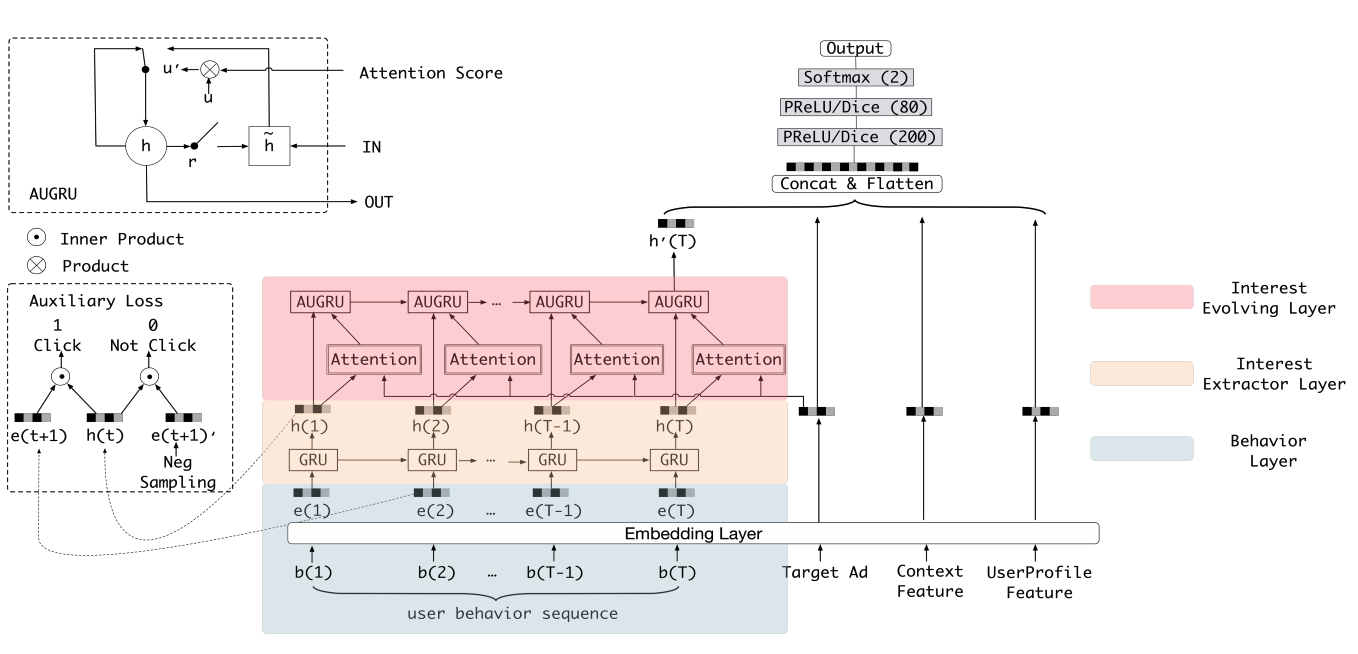 Attention Score
u′
u
h
r
h̃
IN
AUGRU
OUT
Inner Product
Product
Auxiliary Loss
1
Click
0
Not Click
e(t+1)
h(t)
e(t+1)′
Neg
Sampling
Output
Softmax (2)
PReLU/Dice (80)
PReLU/Dice (200)
Concat & Flatten
h′(T)
AUGRU
AUGRU
…
AUGRU
AUGRU
Attention
Attention
Attention
Attention
h(1)
h(2)
h(T-1)
h(T)
GRU
GRU
…
GRU
GRU
e(1)
e(2)
…
e(T-1)
e(T)
Embedding Layer
b(1)
b(2)
…
b(T-1)
b(T)
user behavior sequence
Target Ad
Context
Feature
UserProfile
Feature
Interest
Evolving Layer
Interest
Extractor Layer
Behavior
Layer